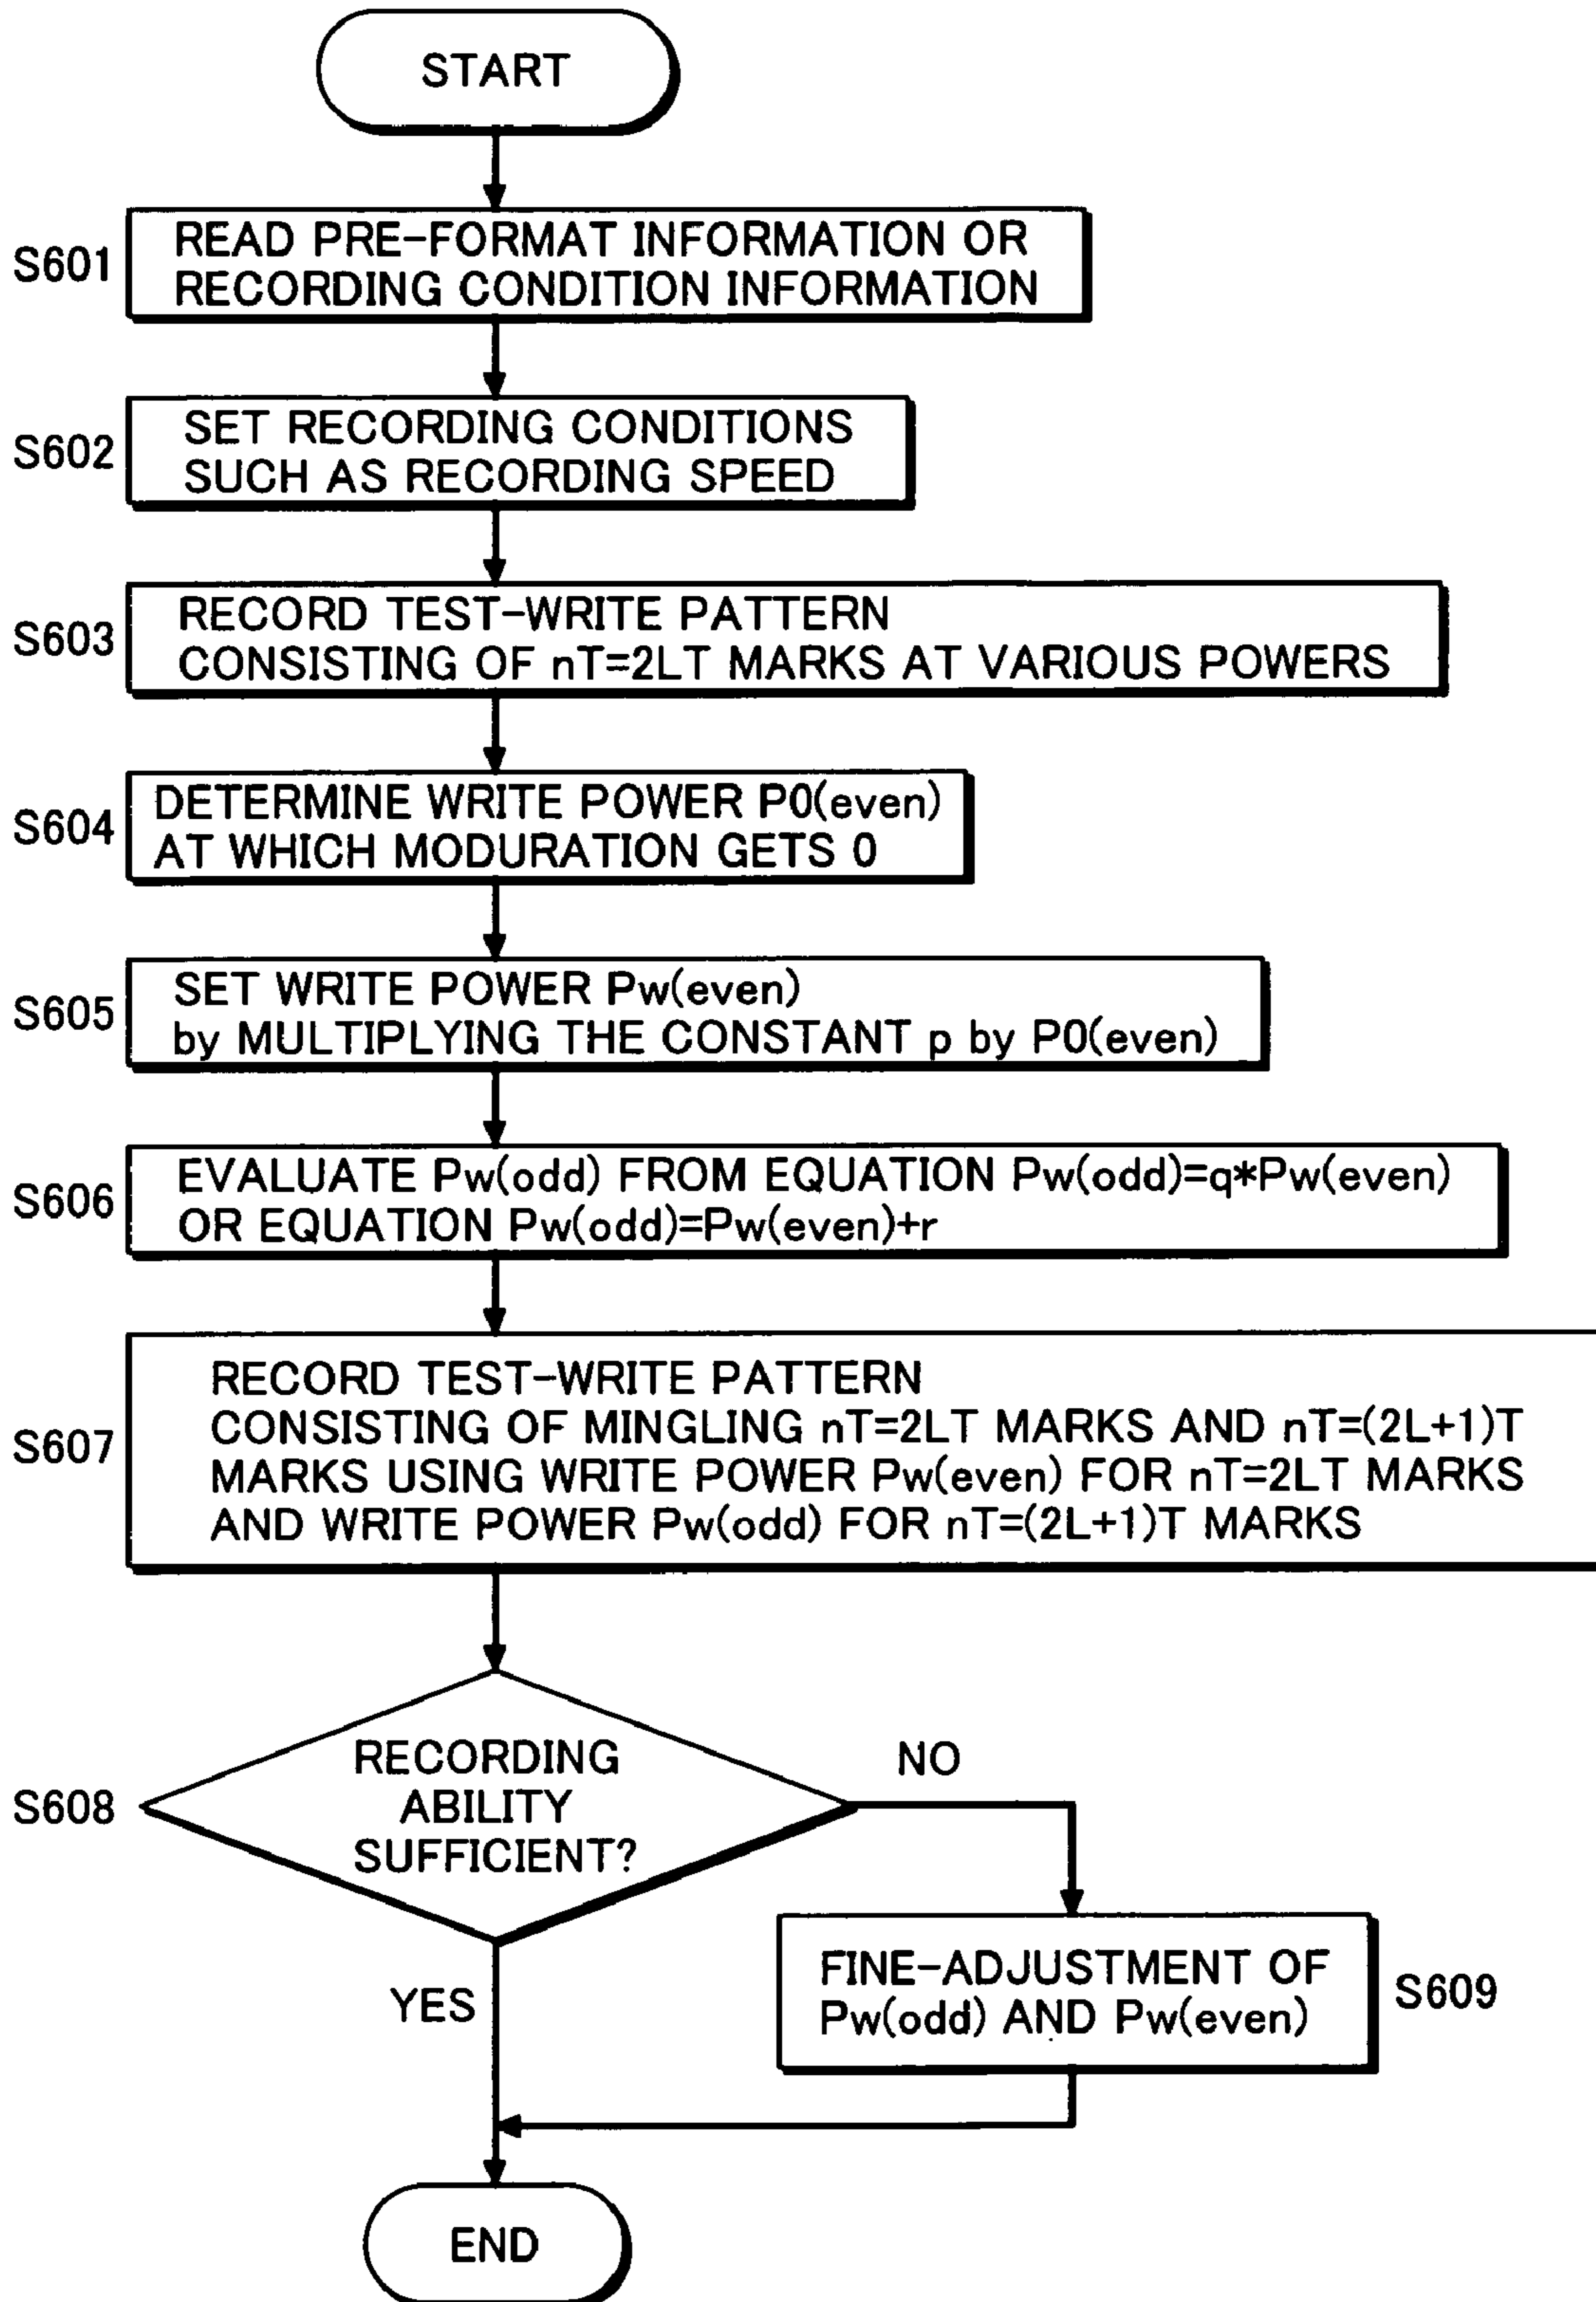 START
S601
READ PRE-FORMAT INFORMATION OR
RECORDING CONDITION INFORMATION
S602
SET RECORDING CONDITIONS
SUCH AS RECORDING SPEED
S603
RECORD TEST-WRITE PATTERN
CONSISTING OF nT=2LT MARKS AT VARIOUS POWERS
S604
DETERMINE WRITE POWER P0(even)
AT WHICH MODURATION GETS 0
S605
SET WRITE POWER Pw(even)
by MULTIPLYING THE CONSTANT p by P0(even)
S606
EVALUATE Pw(odd) FROM EQUATION Pw(odd)=q*Pw(even)
OR EQUATION Pw(odd)=Pw(even)+r
S607
RECORD TEST-WRITE PATTERN
CONSISTING OF MINGLING nT=2LT MARKS AND nT=(2L+1)T
MARKS USING WRITE POWER Pw(even) FOR nT=2LT MARKS
AND WRITE POWER Pw(odd) FOR nT=(2L+1)T MARKS
S608
RECORDING
ABILITY
SUFFICIENT?
NO
YES
FINE-ADJUSTMENT OF
Pw(odd) AND Pw(even)
S609
END